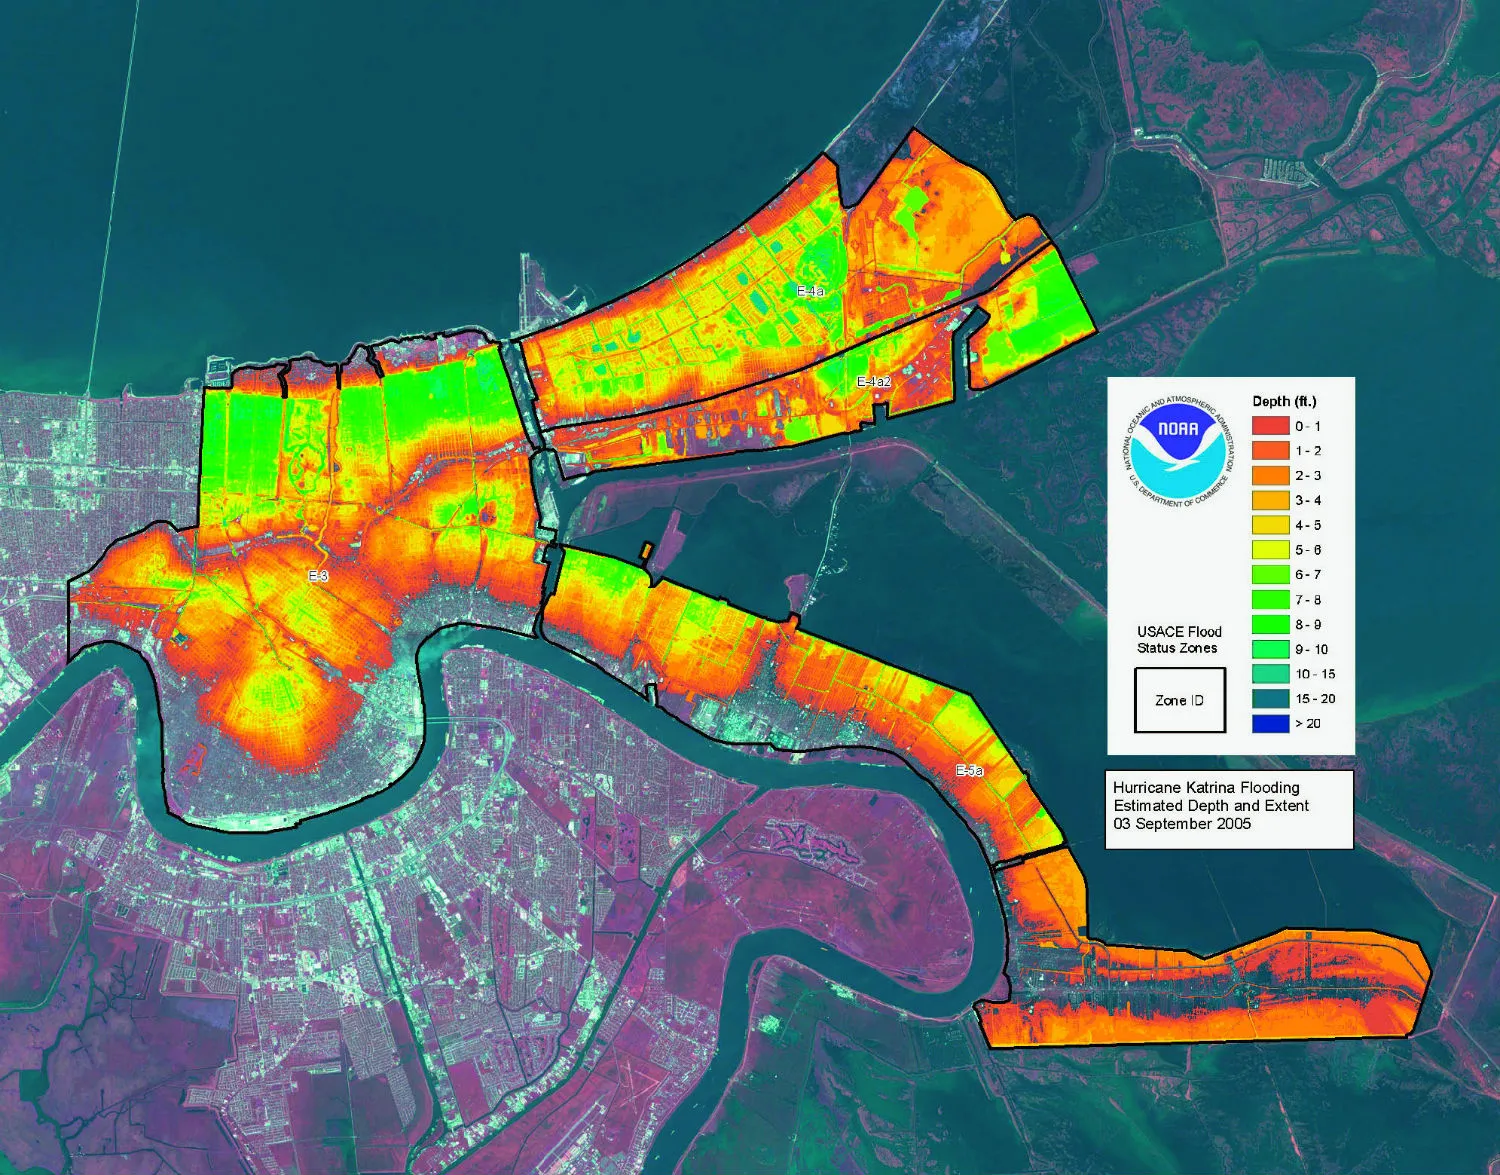 E-4a
E-4a2
E-3
E-5a
NATIONAL OCEANIC AND ATMOSPHERIC ADMINISTRATION
NOAA
U.S. DEPARTMENT OF COMMERCE
Depth (ft.)
0 - 1
1 - 2
2 - 3
3 - 4
4 - 5
5 - 6
6 - 7
7 - 8
8 - 9
9 - 10
10 - 15
15 - 20
> 20
USACE Flood
Status Zones
Zone ID
Hurricane Katrina Flooding
Estimated Depth and Extent
03 September 2005